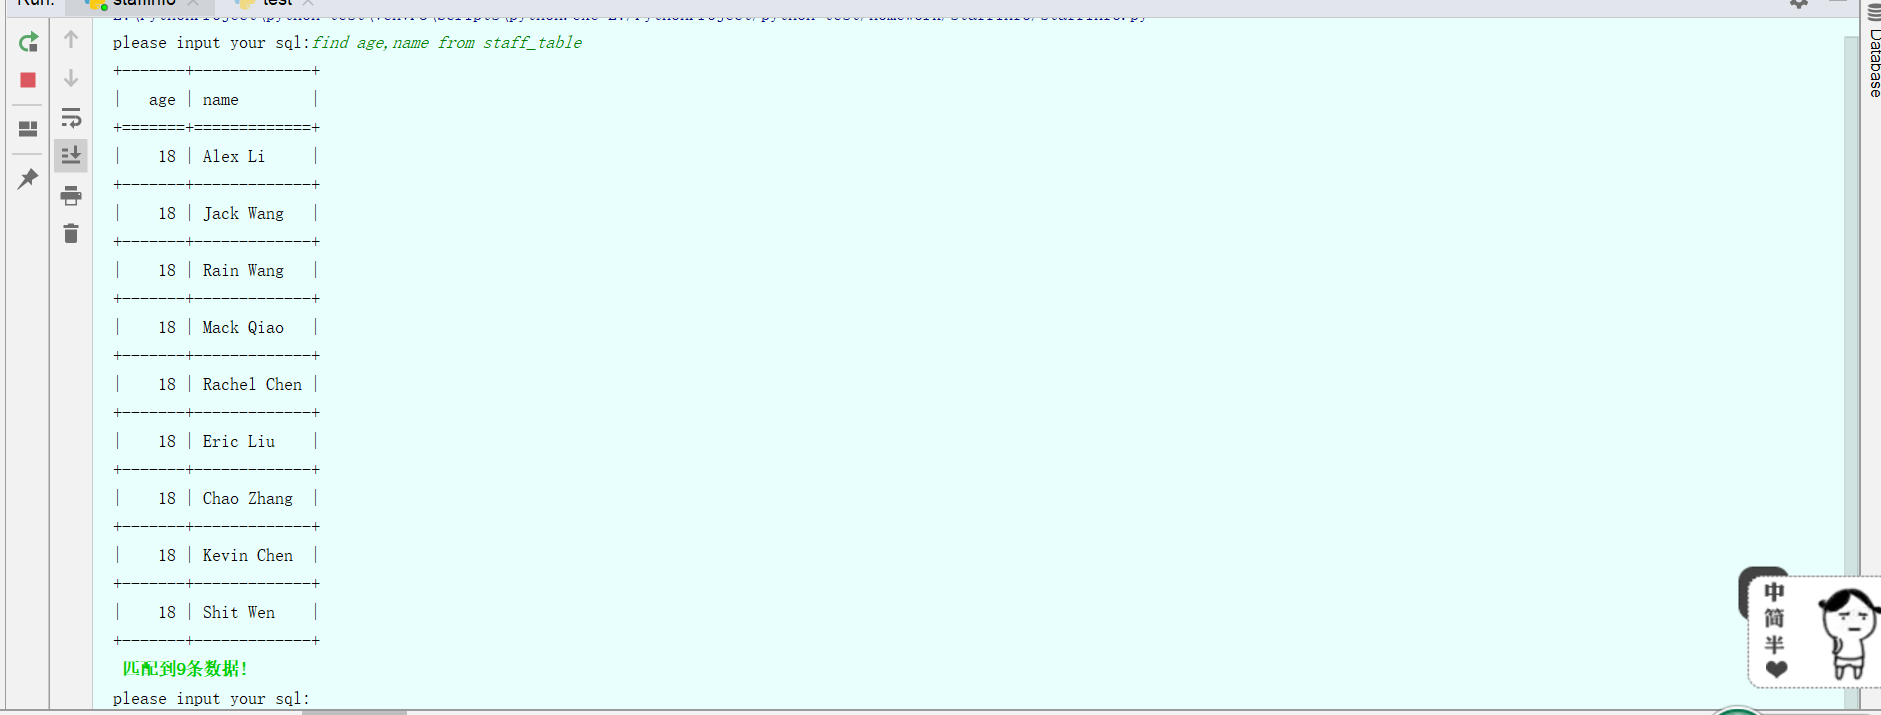 Run: staffinfo test
please input your sql:find age,name from staff_table
+-------+-------------+
|   age | name        |
+=======+=============+
|    18 | Alex Li     |
+-------+-------------+
|    18 | Jack Wang   |
+-------+-------------+
|    18 | Rain Wang   |
+-------+-------------+
|    18 | Mack Qiao   |
+-------+-------------+
|    18 | Rachel Chen |
+-------+-------------+
|    18 | Eric Liu    |
+-------+-------------+
|    18 | Chao Zhang  |
+-------+-------------+
|    18 | Kevin Chen  |
+-------+-------------+
|    18 | Shit Wen    |
+-------+-------------+
匹配到9条数据!
please input your sql:
Database
中
简
半